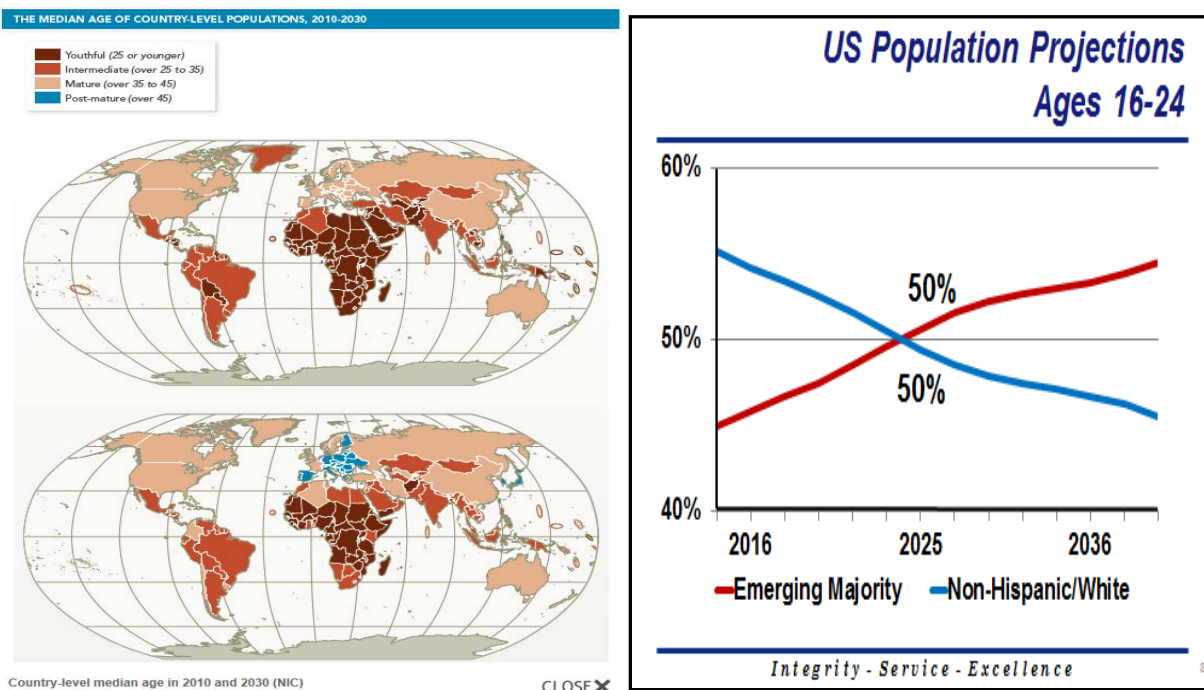 THE MEDIAN AGE OF COUNTRY-LEVEL POPULATIONS, 2010-2030
Youthful (25 or younger)
Intermediate (over 25 to 35)
Mature (over 35 to 45)
Post-mature (over 45)
Country-level median age in 2010 and 2030 (NIC)
CLOSE X
US Population Projections
Ages 16-24
60%
50%
50%
50%
40%
2016 2025 2036
Emerging Majority Non-Hispanic/White
Integrity - Service - Excellence